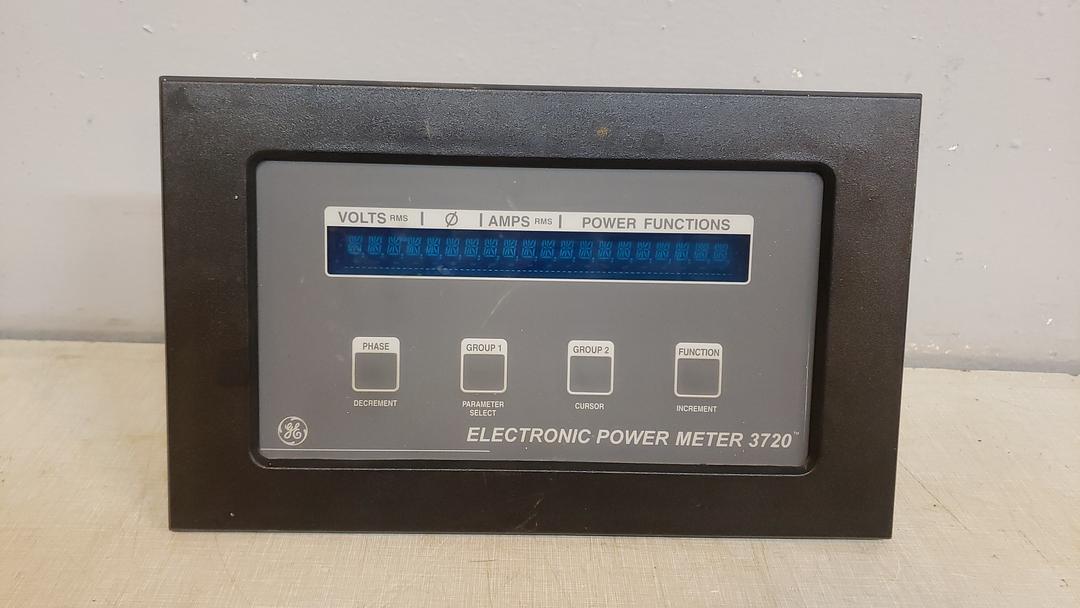 VOLTS RMS | Ø | AMPS RMS | POWER FUNCTIONS
PHASE GROUP 1 GROUP 2 FUNCTION
DECREMENT PARAMETER SELECT CURSOR INCREMENT
GE
ELECTRONIC POWER METER 3720™